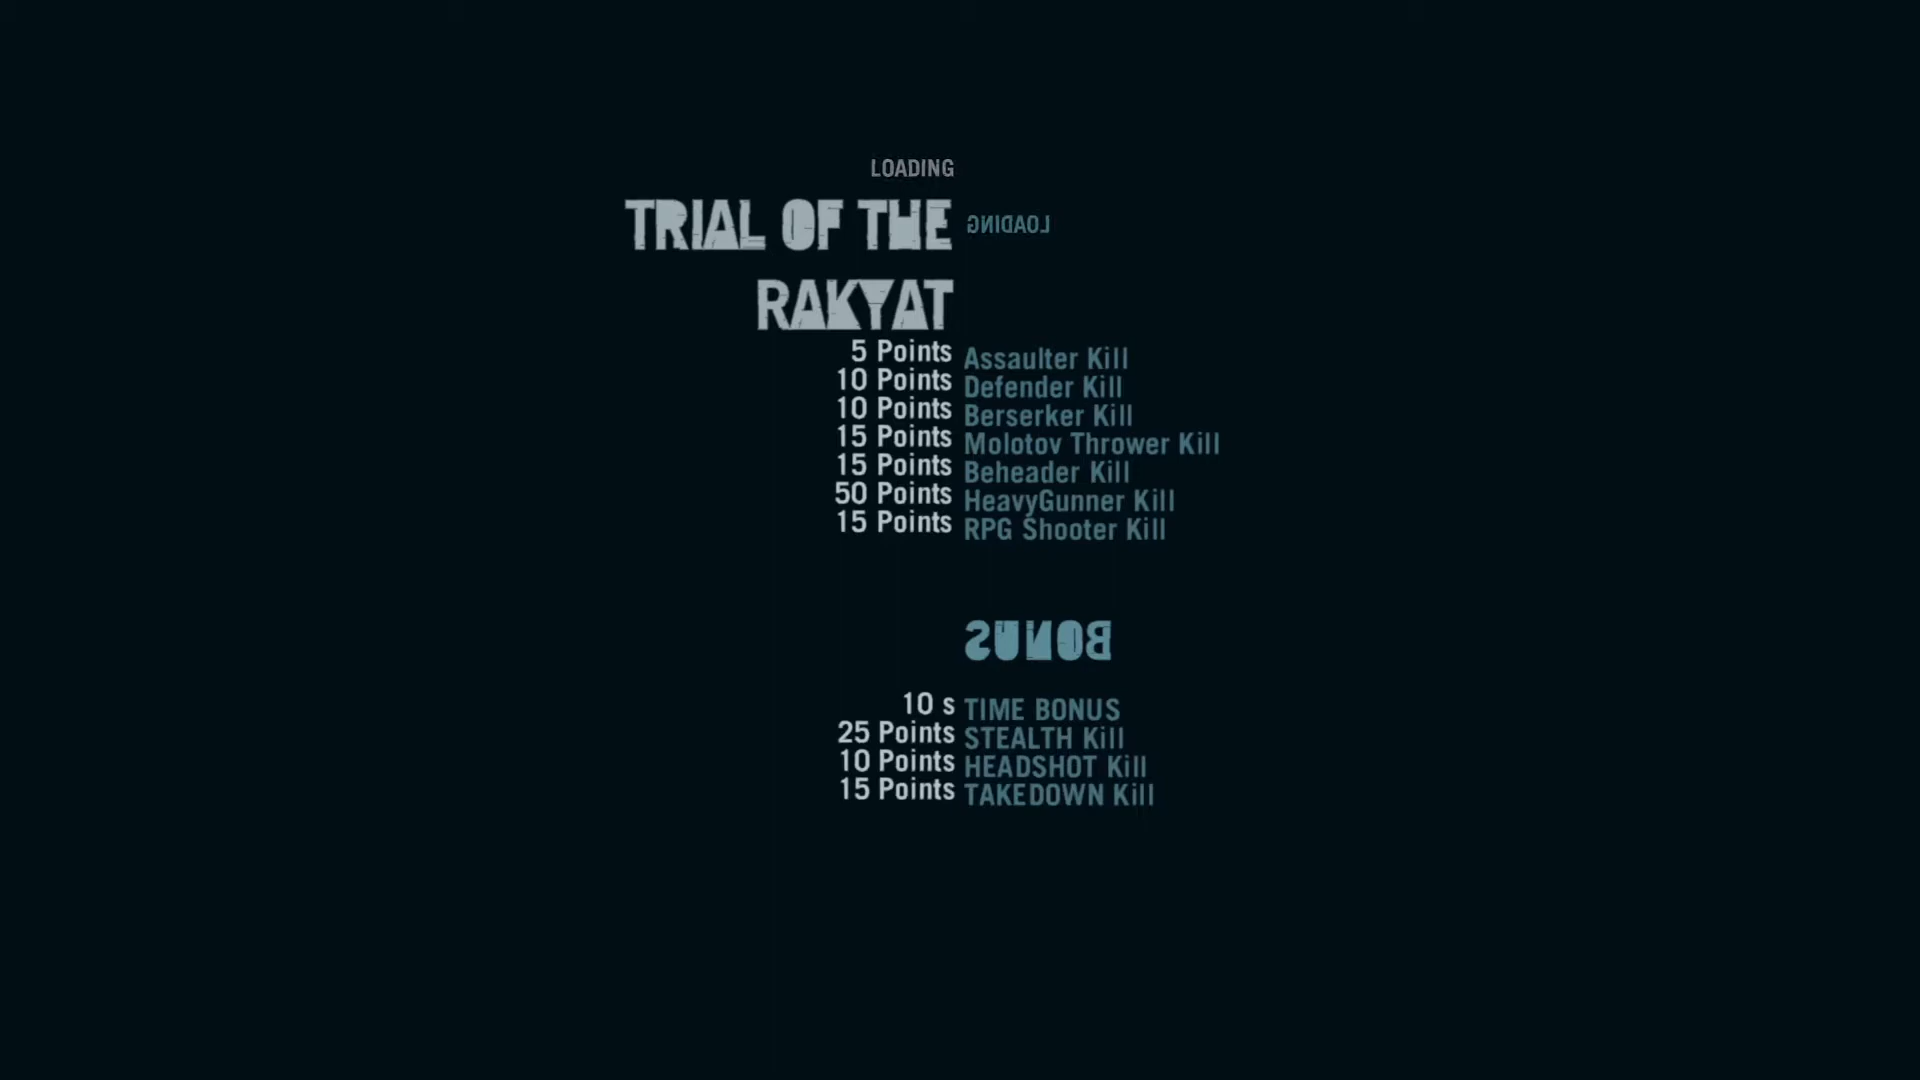 LOADING
TRIAL OF THE
LOADING
RAKYAT
5 Points Assaulter Kill
10 Points Defender Kill
10 Points Berserker Kill
15 Points Molotov Thrower Kill
15 Points Beheader Kill
50 Points HeavyGunner Kill
15 Points RPG Shooter Kill
BONUS
10 s TIME BONUS
25 Points STEALTH Kill
10 Points HEADSHOT Kill
15 Points TAKEDOWN Kill